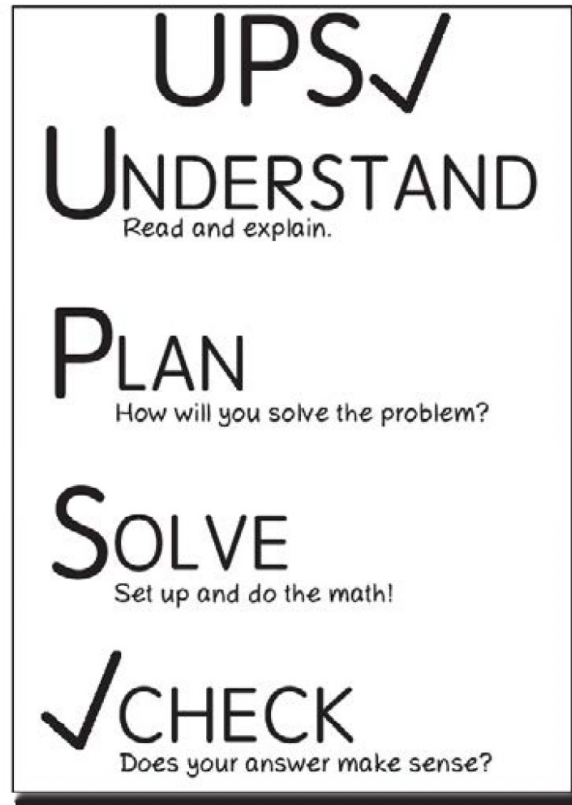 UPS✓
UNDERSTAND
Read and explain.
PLAN
How will you solve the problem?
SOLVE
Set up and do the math!
✓CHECK
Does your answer make sense?